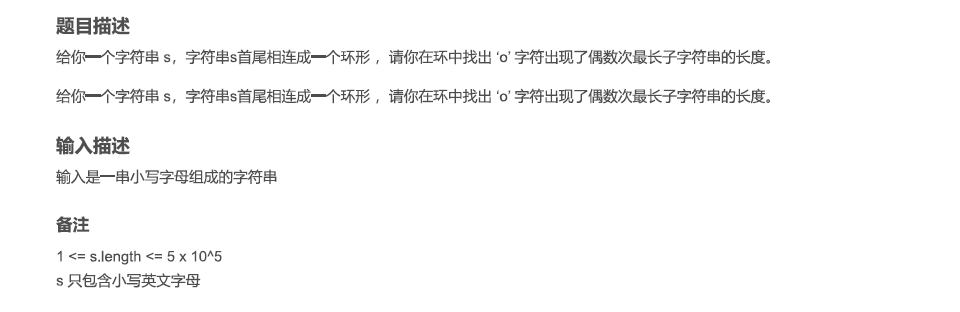 题目描述
给你一个字符串 s，字符串s首尾相连成一个环形 ，请你在环中找出 ‘o’ 字符出现了偶数次最长子字符串的长度。
给你一个字符串 s，字符串s首尾相连成一个环形 ，请你在环中找出 ‘o’ 字符出现了偶数次最长子字符串的长度。
输入描述
输入是一串小写字母组成的字符串
备注
1 <= s.length <= 5 x 10^5
s 只包含小写英文字母